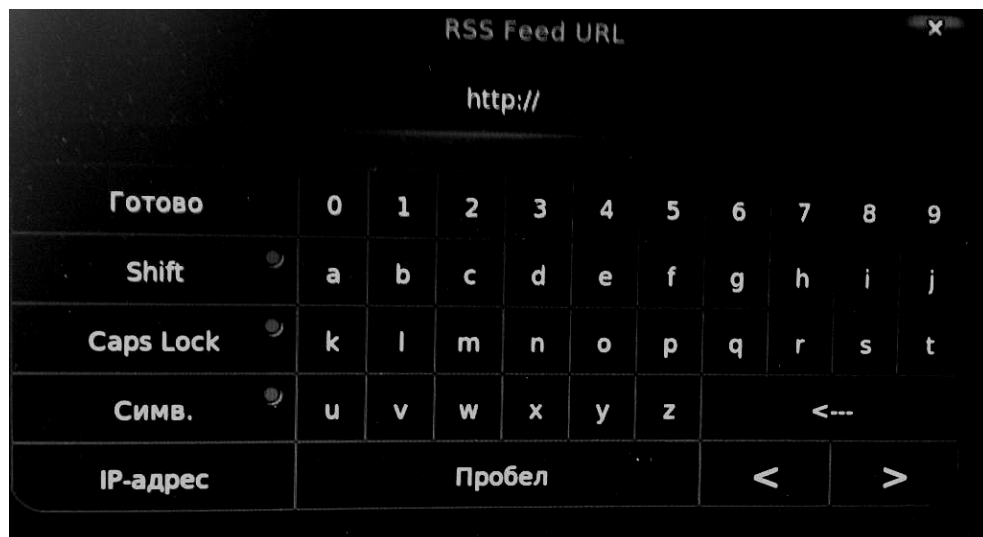 RSS Feed URL ×
http://
Готово 0 1 2 3 4 5 6 7 8 9
Shift a b c d e f g h i j
Caps Lock k l m n o p q r s t
Симв. u v w x y z <---
IP-адрес Пробел < >